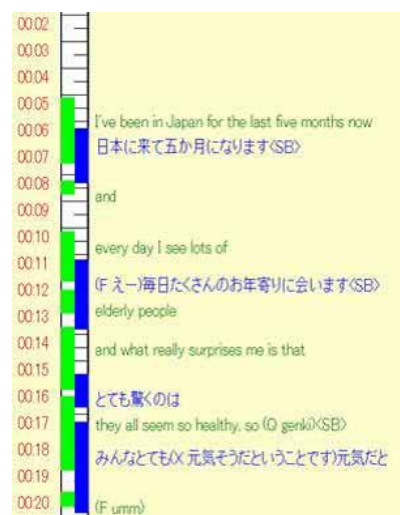 00:02
00:03
00:04
00:05
I've been in Japan for the last five months now
00:06
日本に来て五か月になります<SB>
00:07
00:08
and
00:09
00:10
every day I see lots of
00:11
(F えー)毎日たくさんのお年寄りに会います<SB>
00:12
elderly people
00:13
00:14
and what really surprises me is that
00:15
00:16
とても驚くのは
00:17
they all seem so healthy, so (Q genki)<SB>
00:18
みんなとても(X 元気そうだということです)元気だと
00:19
00:20
(F umm)